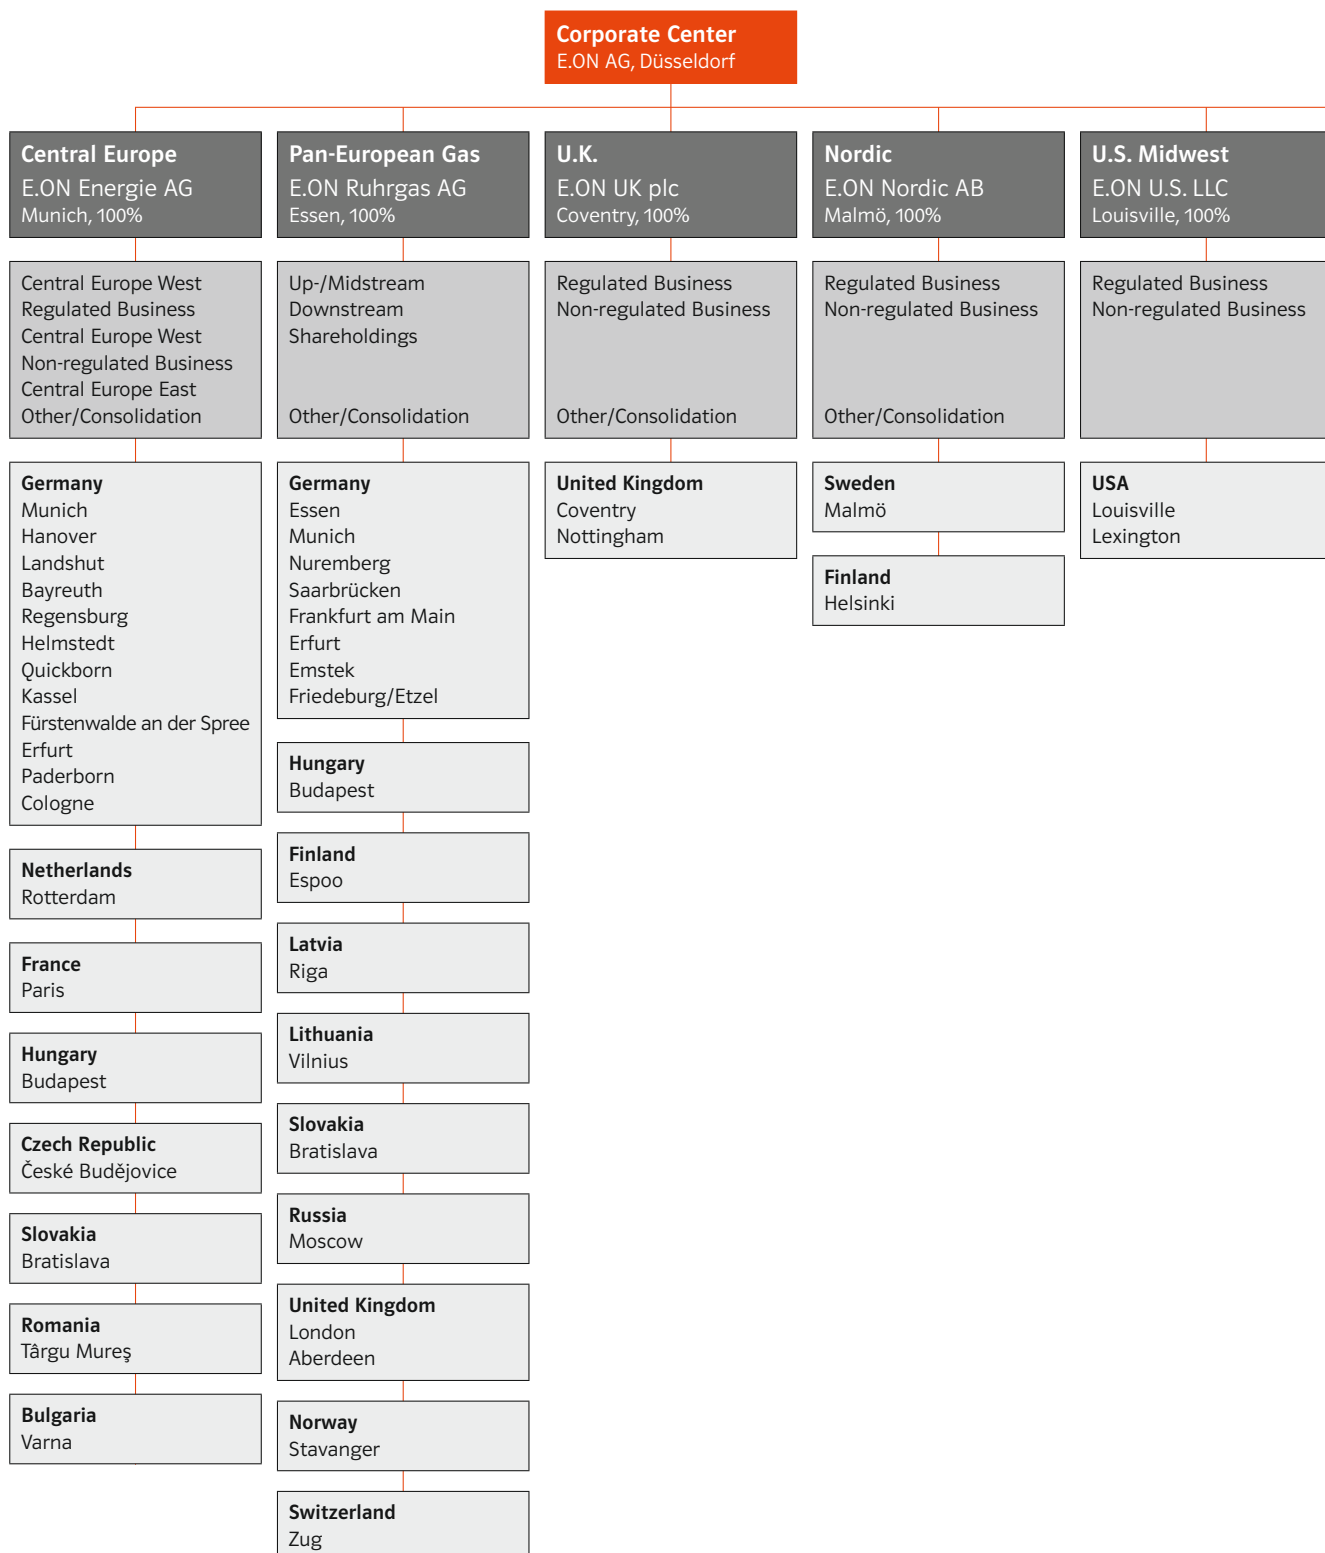 Corporate Center
E.ON AG, Düsseldorf
Central Europe
E.ON Energie AG
Munich, 100%
Central Europe West
Regulated Business
Central Europe West
Non-regulated Business
Central Europe East
Other/Consolidation
Germany
Munich
Hanover
Landshut
Bayreuth
Regensburg
Helmstedt
Quickborn
Kassel
Fürstenwalde an der Spree
Erfurt
Paderborn
Cologne
Netherlands
Rotterdam
France
Paris
Hungary
Budapest
Czech Republic
České Budějovice
Slovakia
Bratislava
Romania
Târgu Mureş
Bulgaria
Varna
Pan-European Gas
E.ON Ruhrgas AG
Essen, 100%
Up-/Midstream
Downstream
Shareholdings
Other/Consolidation
Germany
Essen
Munich
Nuremberg
Saarbrücken
Frankfurt am Main
Erfurt
Emstek
Friedeburg/Etzel
Hungary
Budapest
Finland
Espoo
Latvia
Riga
Lithuania
Vilnius
Slovakia
Bratislava
Russia
Moscow
United Kingdom
London
Aberdeen
Norway
Stavanger
Switzerland
Zug
U.K.
E.ON UK plc
Coventry, 100%
Regulated Business
Non-regulated Business
Other/Consolidation
United Kingdom
Coventry
Nottingham
Nordic
E.ON Nordic AB
Malmö, 100%
Regulated Business
Non-regulated Business
Other/Consolidation
Sweden
Malmö
Finland
Helsinki
U.S. Midwest
E.ON U.S. LLC
Louisville, 100%
Regulated Business
Non-regulated Business
USA
Louisville
Lexington